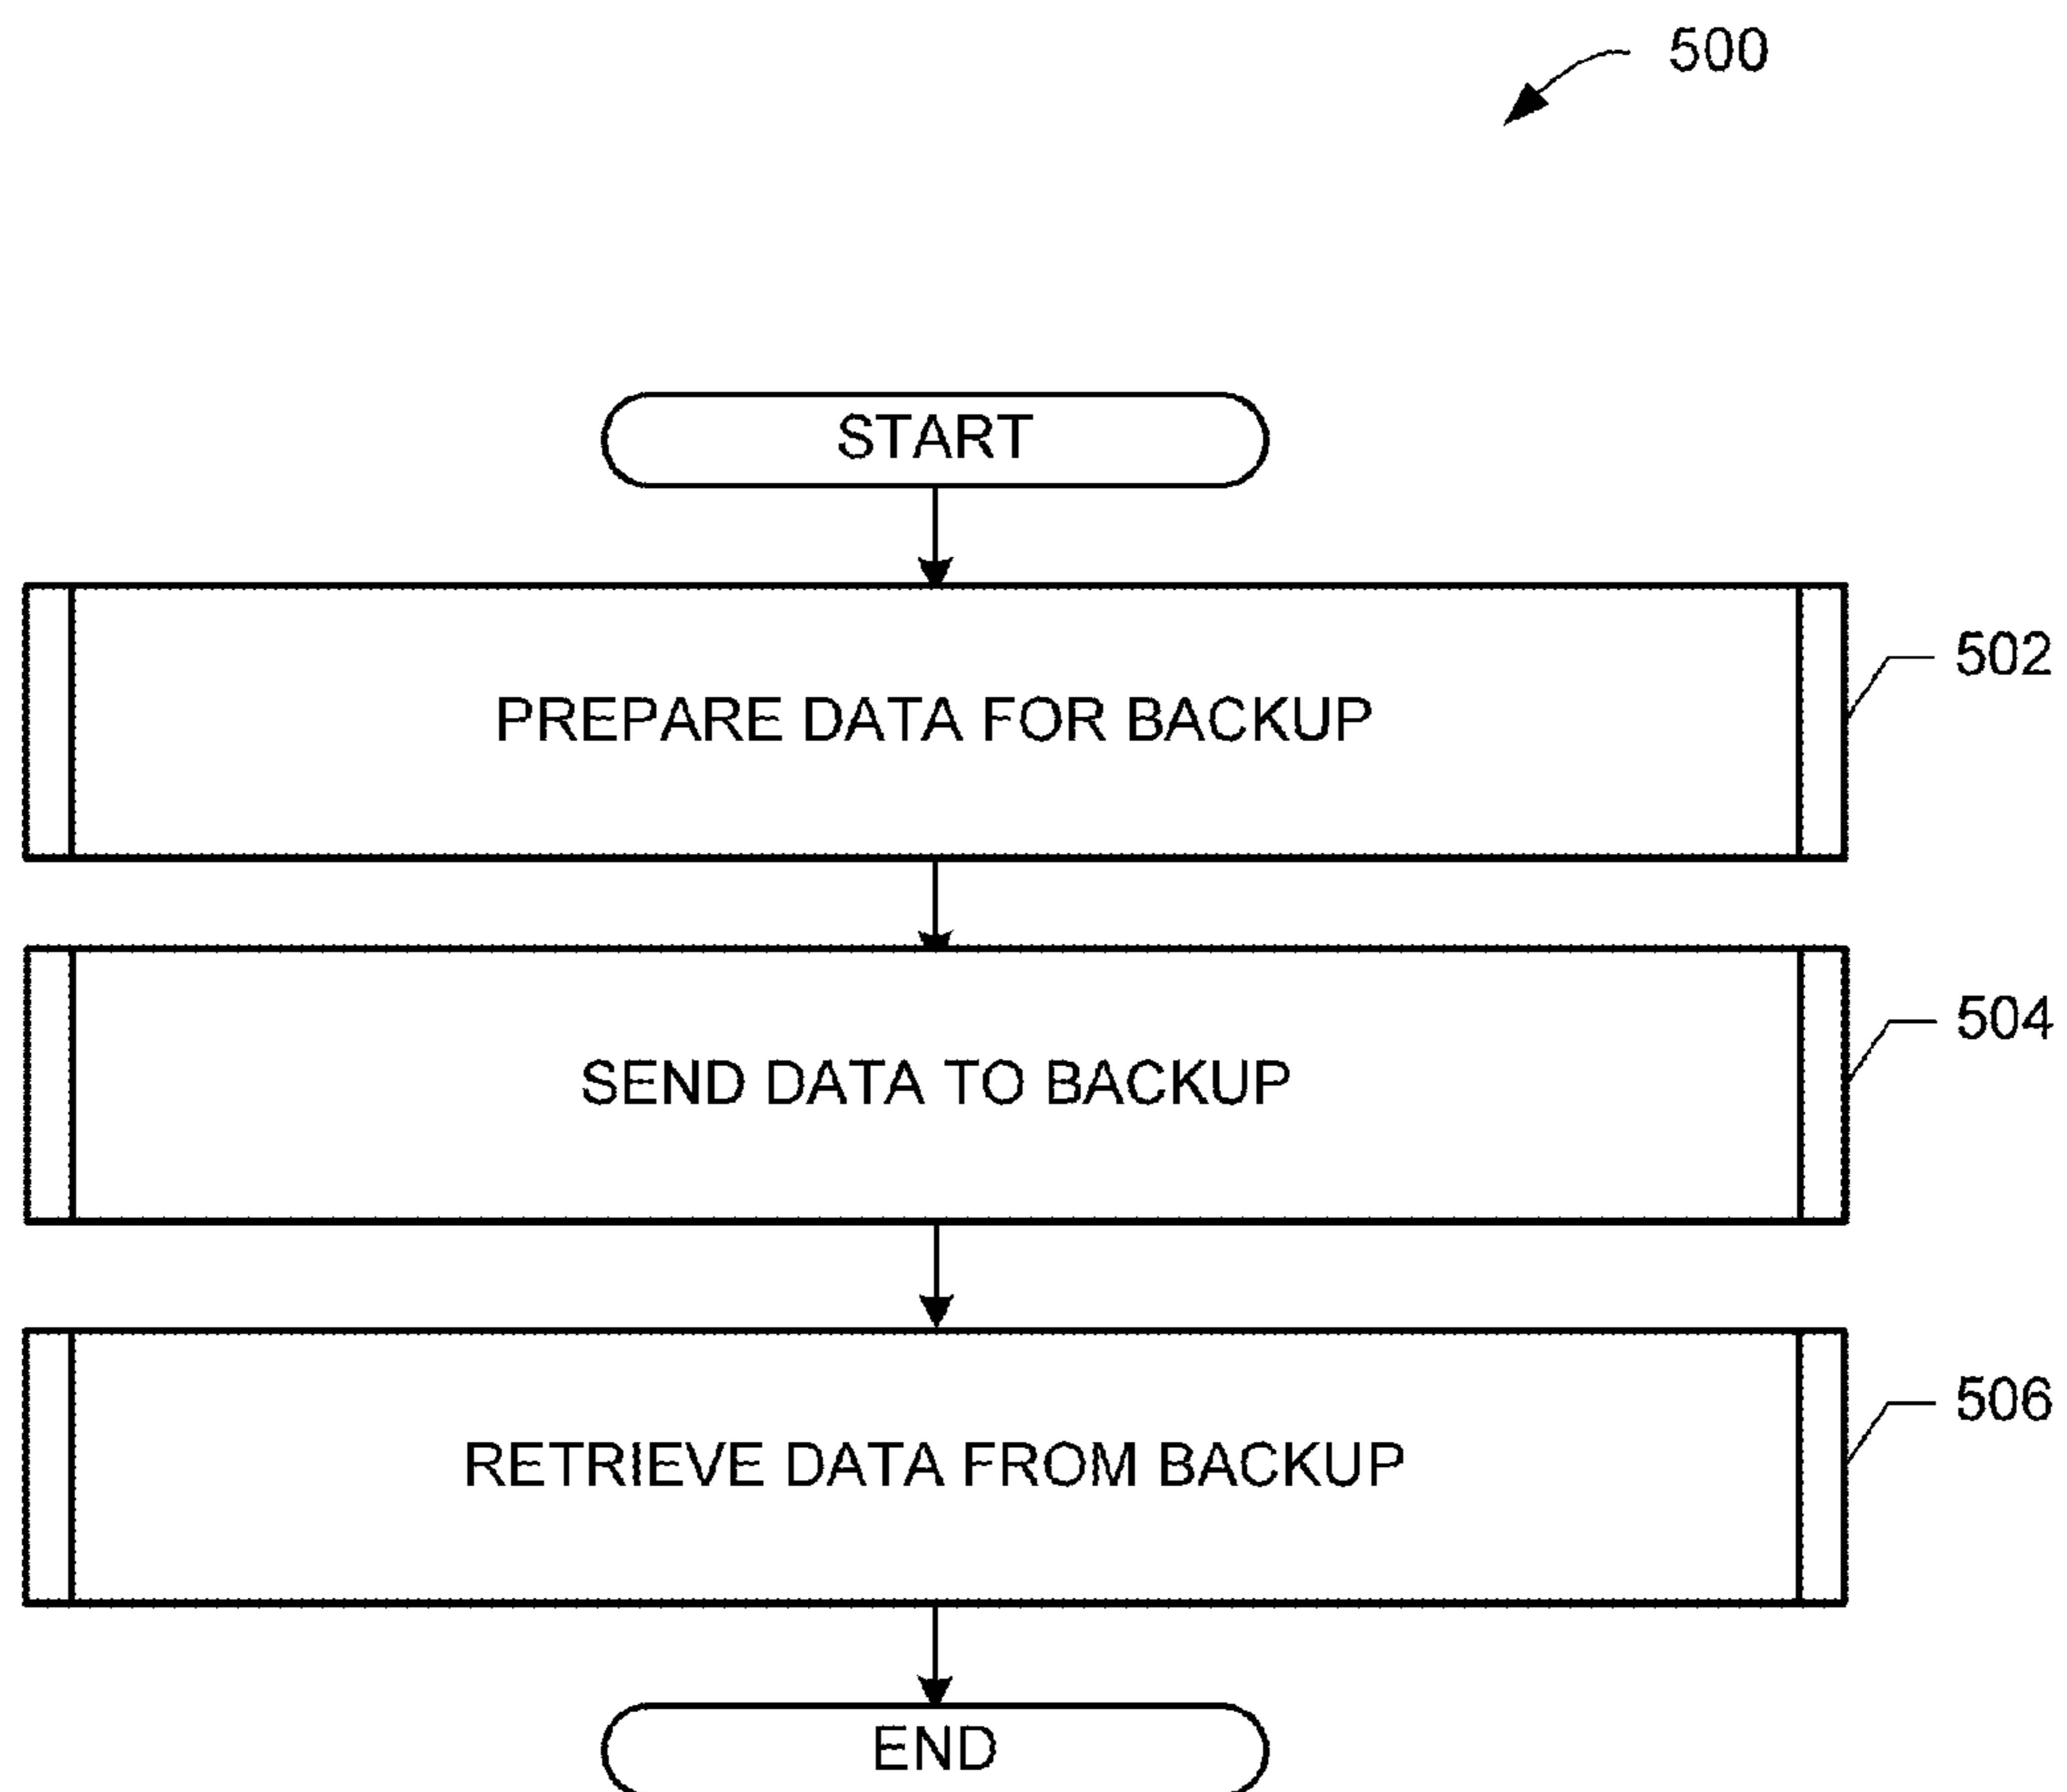 500
START
PREPARE DATA FOR BACKUP
502
SEND DATA TO BACKUP
504
RETRIEVE DATA FROM BACKUP
506
END